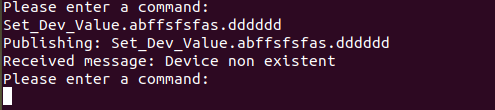 Please enter a command:
Set_Dev_Value.abffsfsfas.dddddd
Publishing: Set_Dev_Value.abffsfsfas.dddddd
Received message: Device non existent
Please enter a command: